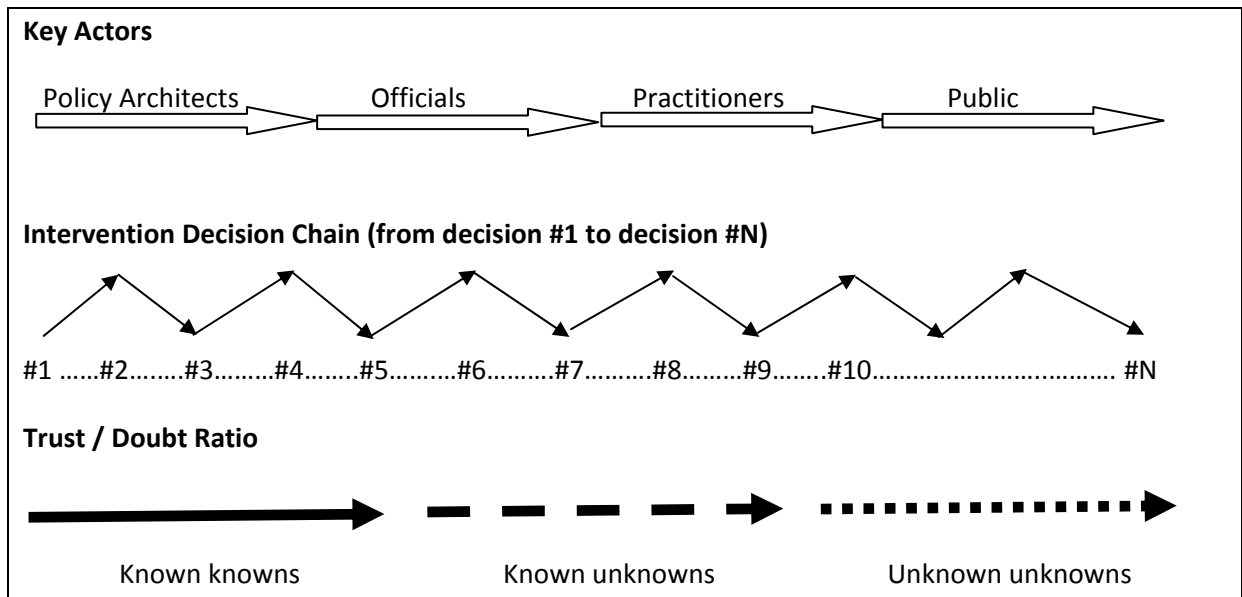 Key Actors
Policy Architects Officials Practitioners Public
Intervention Decision Chain (from decision #1 to decision #N)
#1 ……#2…….#3………#4……..#5……….#6……….#7………#8…….#9……..#10……………………………..………. #N
Trust / Doubt Ratio
Known knowns Known unknowns Unknown unknowns